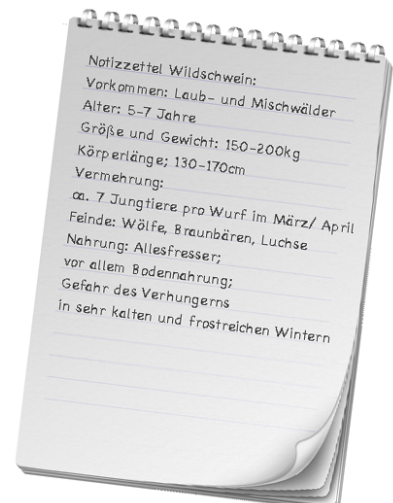 Notizzettel Wildschwein:
Vorkommen: Laub- und Mischwälder
Alter: 5-7 Jahre
Größe und Gewicht: 150-200kg
Körperlänge; 130-170cm
Vermehrung:
ca. 7 Jungtiere pro Wurf im März/ April
Feinde: Wölfe, Braunbären, Luchse
Nahrung: Allesfresser;
vor allem Bodennahrung;
Gefahr des Verhungerns
in sehr kalten und frostreichen Wintern